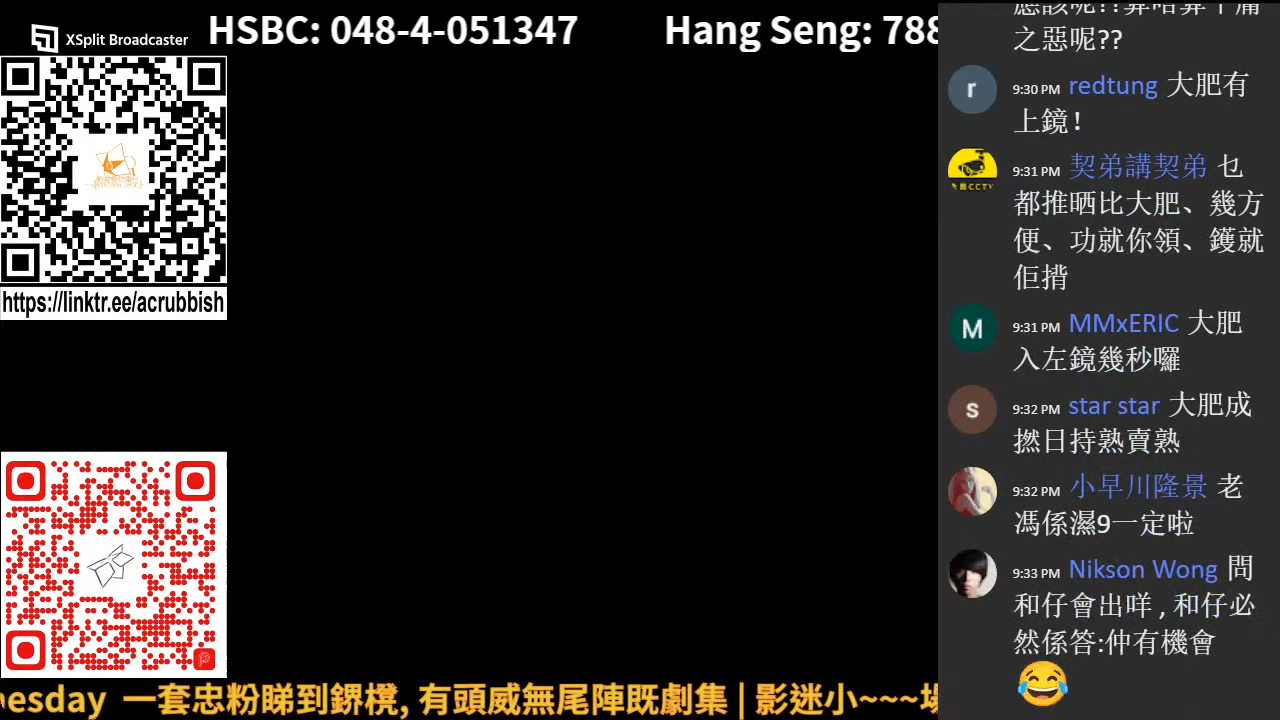 XSplit Broadcaster
HSBC: 048-4-051347 Hang Seng: 788
https://linktr.ee/acrubbish
之惡呢??
9:30 PM redtung 大肥有
上鏡!
9:31 PM 契弟講契弟 乜
都推晒比大肥、幾方
便、功就你領、鑊就
佢揹
9:31 PM MMxERIC 大肥
入左鏡幾秒囉
9:32 PM star star 大肥成
撚日持熟賣熟
9:32 PM 小早川隆景 老
馮係濕9一定啦
9:33 PM Nikson Wong 問
和仔會出咩,和仔必
然係答:仲有機會
😂
nesday 一套忠粉睇到鎅櫈, 有頭威無尾陣既劇集 | 影迷小~~~